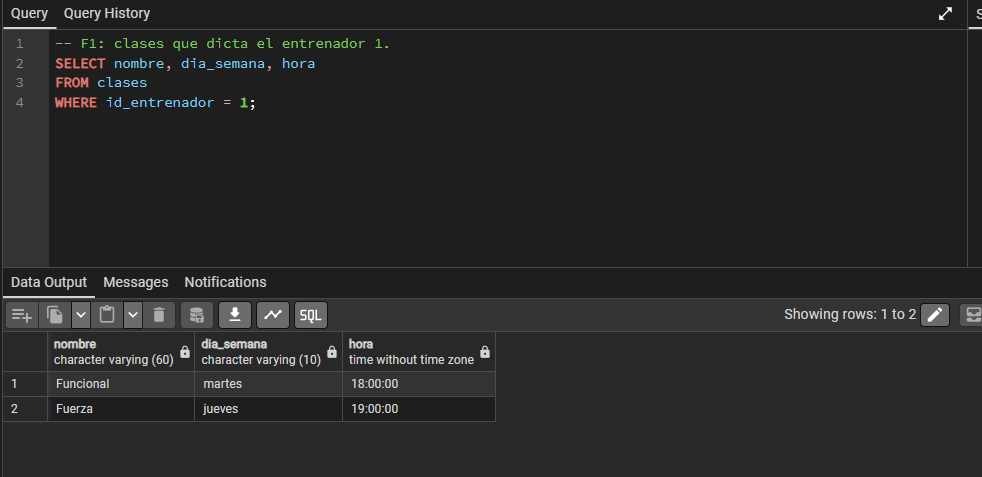 Query Query History
1 -- F1: clases que dicta el entrenador 1.
2 SELECT nombre, dia_semana, hora
3 FROM clases
4 WHERE id_entrenador = 1;
Data Output Messages Notifications
SQL Showing rows: 1 to 2
nombre dia_semana hora
character varying (60) character varying (10) time without time zone
1 Funcional martes 18:00:00
2 Fuerza jueves 19:00:00